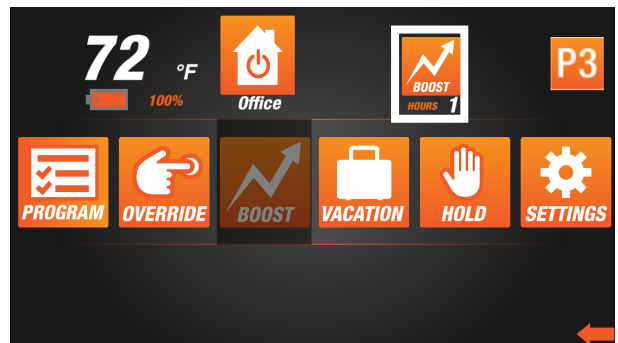 72 °F
100%
Office
BOOST
HOURS 1
P3
PROGRAM
OVERRIDE
BOOST
VACATION
HOLD
SETTINGS